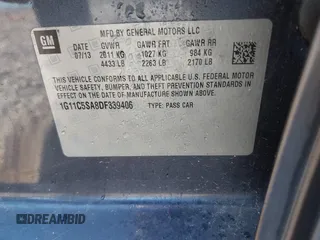 GM
MFD BY GENERAL MOTORS LLC
DATE GVWR GAWR FRT GAWR RR
07/13 2011 KG 1027 KG 984 KG
4433 LB 2263 LB 2170 LB
THIS VEHICLE CONFORMS TO ALL APPLICABLE U.S. FEDERAL MOTOR
VEHICLE SAFETY, BUMPER, AND THEFT PREVENTION STANDARDS
IN EFFECT ON THE DATE OF MANUFACTURE SHOWN ABOVE.
1G11C5SA8DF339406 TYPE: PASS CAR
DREAMBID